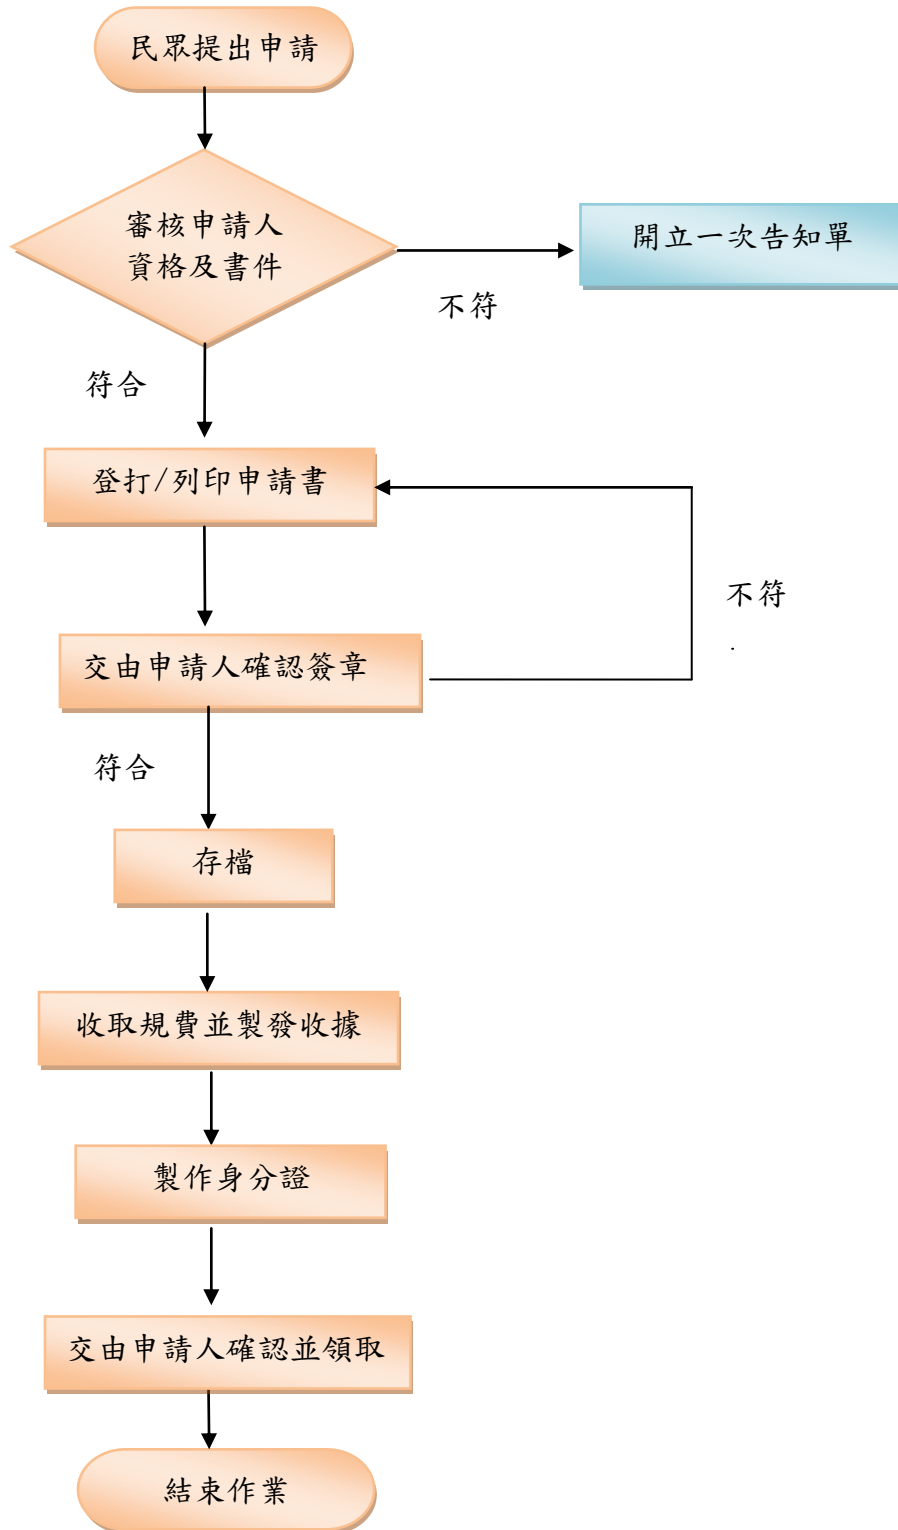 民眾提出申請
審核申請人
資格及書件
開立一次告知單
不符
符合
登打/列印申請書
不符
.
交由申請人確認簽章
符合
存檔
收取規費並製發收據
製作身分證
交由申請人確認並領取
結束作業